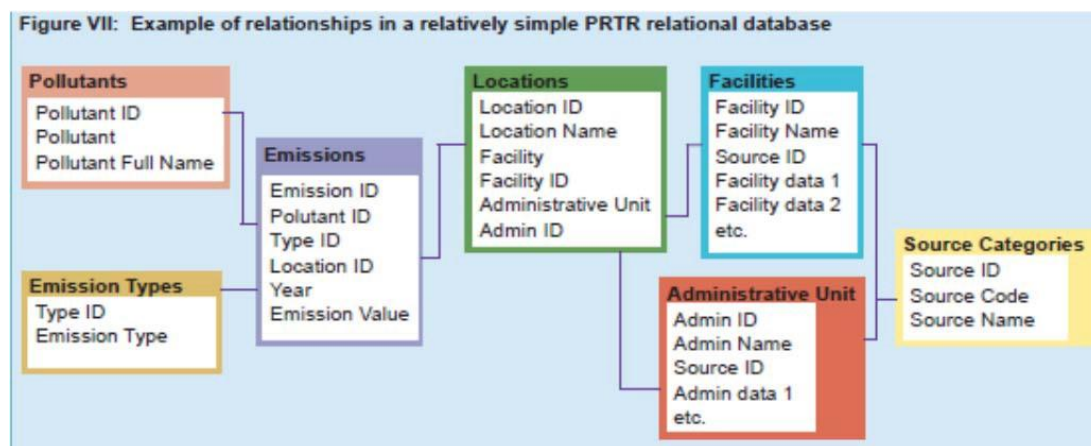 Figure VII: Example of relationships in a relatively simple PRTR relational database
Pollutants
Pollutant ID
Pollutant
Pollutant Full Name
Emission Types
Type ID
Emission Type
Emissions
Emission ID
Polutant ID
Type ID
Location ID
Year
Emission Value
Locations
Location ID
Location Name
Facility
Facility ID
Administrative Unit
Admin ID
Facilities
Facility ID
Facility Name
Source ID
Facility data 1
Facility data 2
etc.
Administrative Unit
Admin ID
Admin Name
Source ID
Admin data 1
etc.
Source Categories
Source ID
Source Code
Source Name